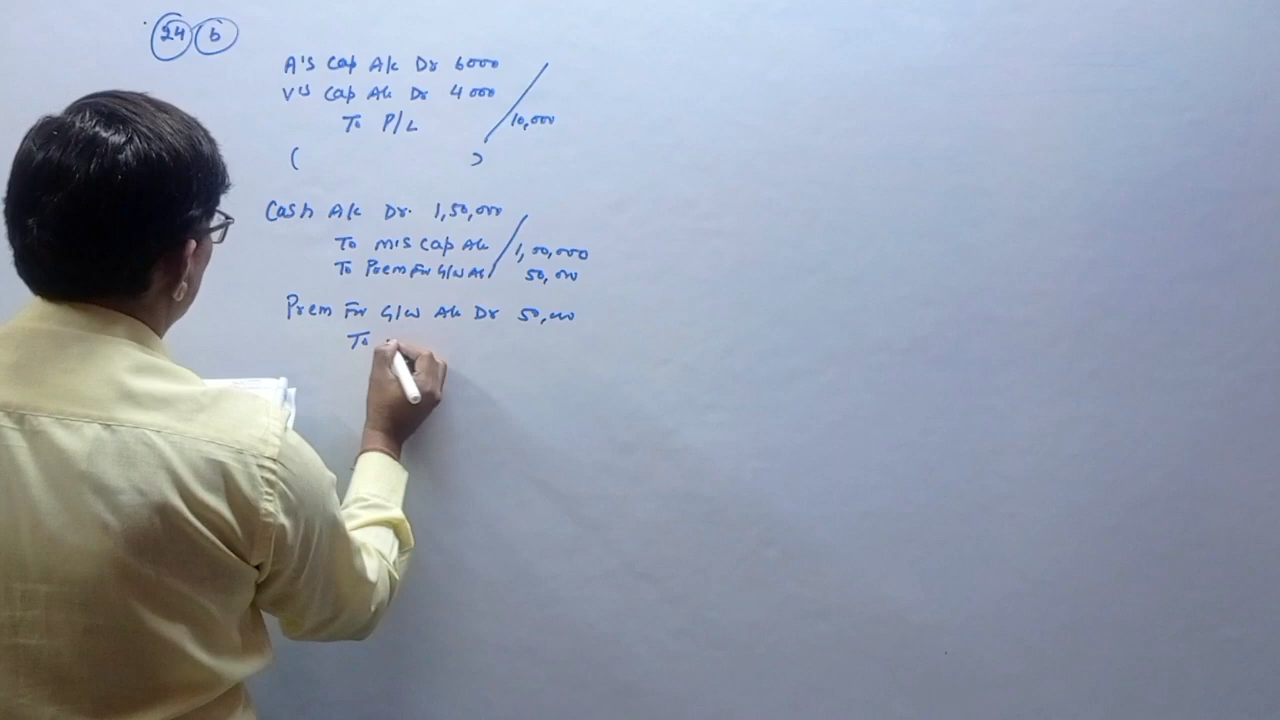 24 b
A's Cap A/c Dr 6000
V's Cap A/c Dr 4000
To P/L 10,000
( )
Cash A/c Dr. 1,50,000
To M's Cap A/c 1,00,000
To Prem For G/W A/c 50,000
Prem For G/W A/c Dr 50,000
To